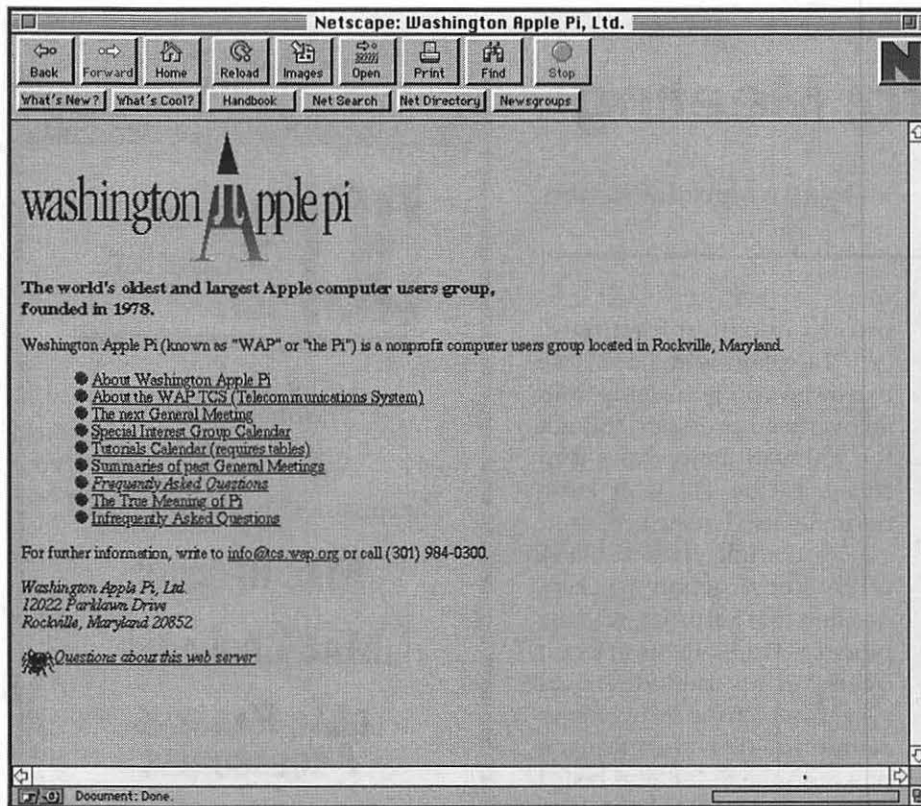 Netscape: Washington Apple Pi, Ltd.
Back Forward Home Reload Images Open Print Find Stop
N
What's New? What's Cool? Handbook Net Search Net Directory Newsgroups
washington Apple pi
The world's oldest and largest Apple computer users group,
founded in 1978.
Washington Apple Pi (known as "WAP" or "the Pi") is a nonprofit computer users group located in Rockville, Maryland.
About Washington Apple Pi
About the WAP TCS (Telecommunications System)
The next General Meeting
Special Interest Group Calendar
Tutorials Calendar (requires tables)
Summaries of past General Meetings
Frequently Asked Questions
The True Meaning of Pi
Infrequently Asked Questions
For further information, write to info@tcs.wap.org or call (301) 984-0300.
Washington Apple Pi, Ltd.
12022 Parklawn Drive
Rockville, Maryland 20852
Questions about this web server
Document: Done.